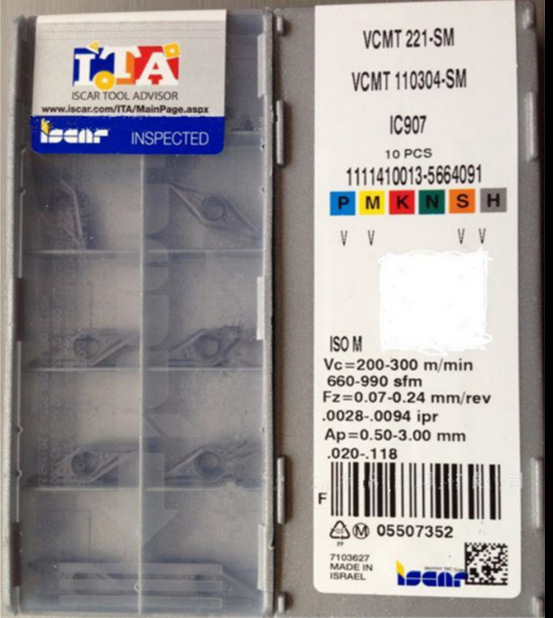 ITA
ISCAR TOOL ADVISOR
www.iscar.com/ITA/MainPage.aspx
iscar INSPECTED
VCMT 221-SM
VCMT 110304-SM
IC907
10 PCS
1111410013-5664091
P M K N S H
V V V V
ISO M
Vc=200-300 m/min
660-990 sfm
Fz=0.07-0.24 mm/rev
.0028-.0094 ipr
Ap=0.50-3.00 mm
.020-.118
F
PP
M 05507352
7103627
MADE IN
ISRAEL
iscar